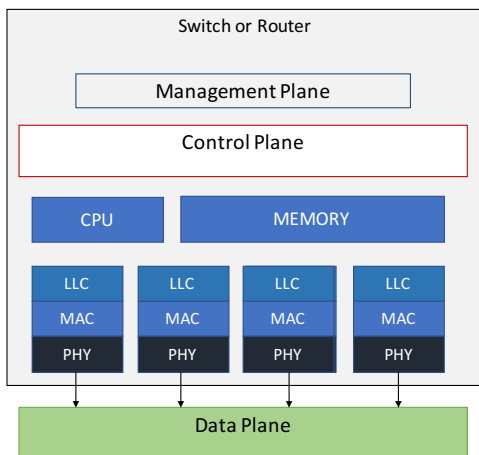 Switch or Router
Management Plane
Control Plane
CPU MEMORY
LLC LLC LLC LLC
MAC MAC MAC MAC
PHY PHY PHY PHY
Data Plane